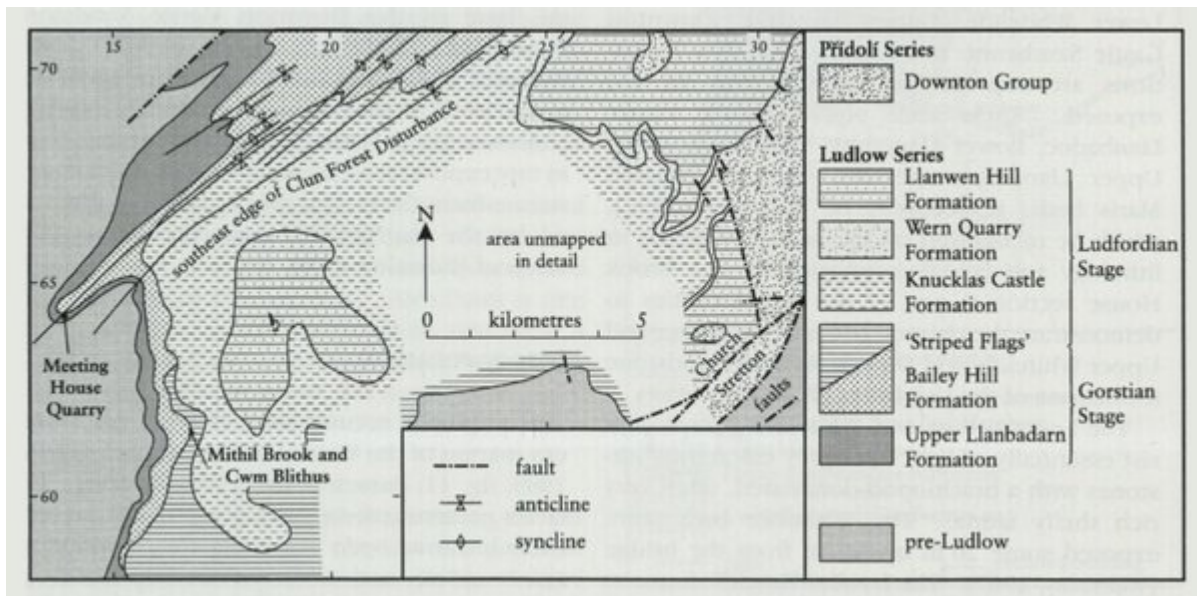 15
20
25
30
70
65
60
southeast edge of Clun Forest Disturbance
N
area unmapped
in detail
0 kilometres 5
Church
Stretton
faults
Meeting
House
Quarry
Mithil Brook and
Cwm Blithus
fault
anticline
syncline
Přídolí Series
Downton Group
Ludlow Series
Llanwen Hill
Formation
Wern Quarry
Formation
Knucklas Castle
Formation
'Striped Flags'
Bailey Hill
Formation
Upper Llanbadarn
Formation
pre-Ludlow
Ludfordian
Stage
Gorstian
Stage